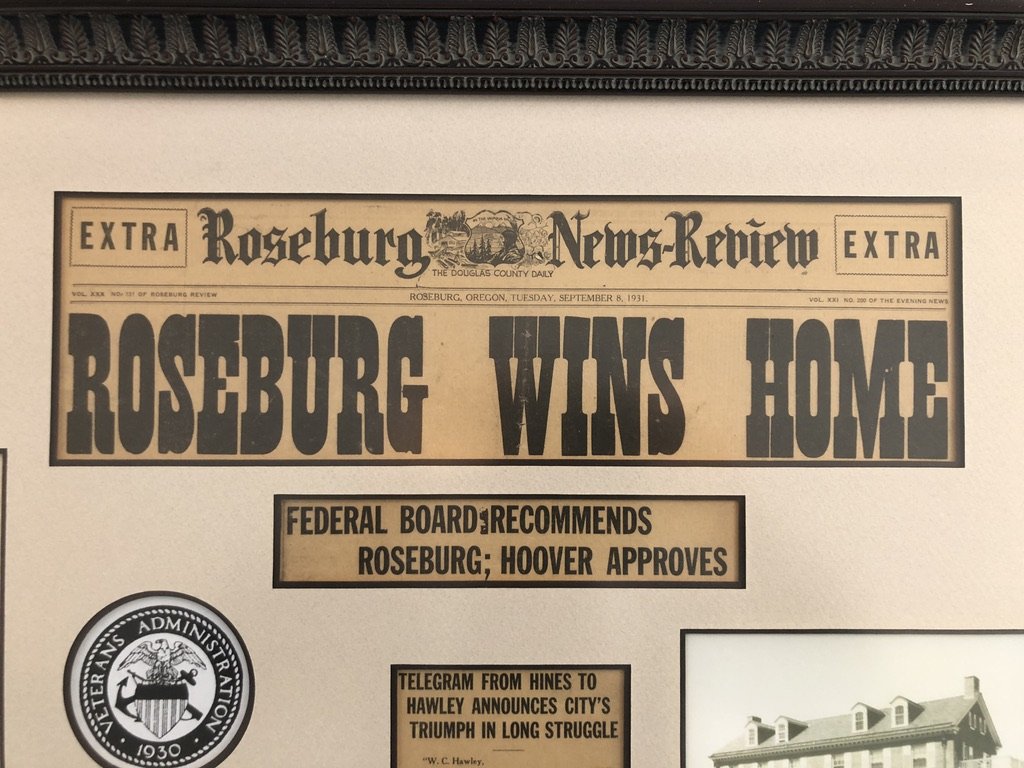 EXTRA
Roseburg News-Review
EXTRA
THE DOUGLAS COUNTY DAILY
VOL. XXX NO. 137 OF ROSEBURG REVIEW
ROSEBURG, OREGON, TUESDAY, SEPTEMBER 8, 1931.
VOL. XXI NO. 230 OF THE EVENING NEWS
ROSEBURG WINS HOME
FEDERAL BOARD RECOMMENDS
ROSEBURG; HOOVER APPROVES
VETERANS ADMINISTRATION
1930
TELEGRAM FROM HINES TO
HAWLEY ANNOUNCES CITY'S
TRIUMPH IN LONG STRUGGLE
"W. C. Hawley,